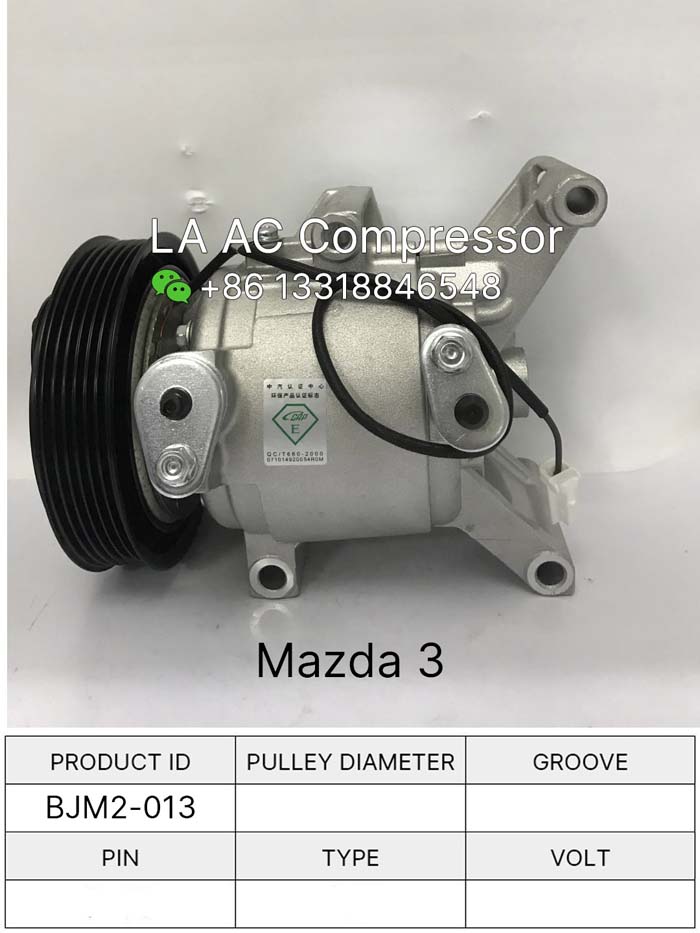 LA AC Compressor
+86 13318846548
中 汽 认 证 中 心
环保产品认证标志
CCAP
E
QC/T660-2000
071014920054R0M
Mazda 3
PRODUCT ID PULLEY DIAMETER GROOVE
BJM2-013
PIN TYPE VOLT